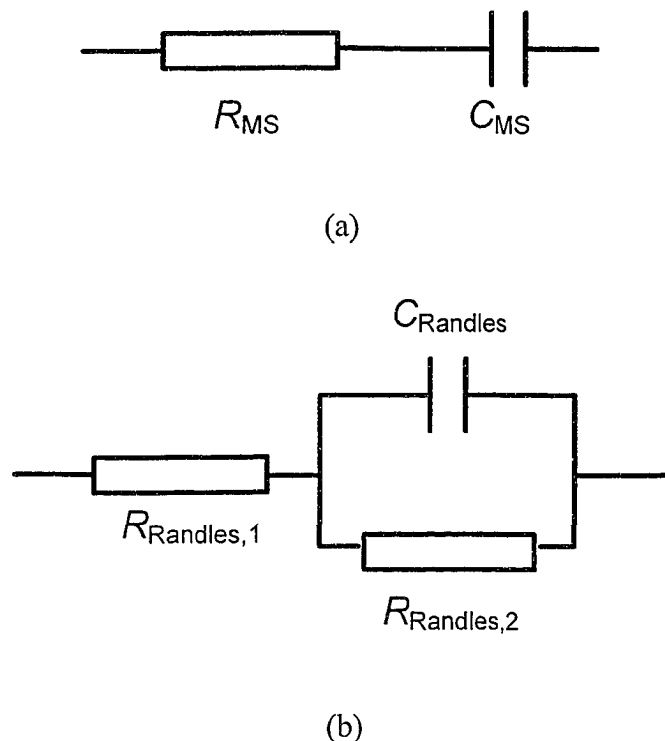 R_MS C_MS
(a)
C_Randles
R_Randles,1
R_Randles,2
(b)